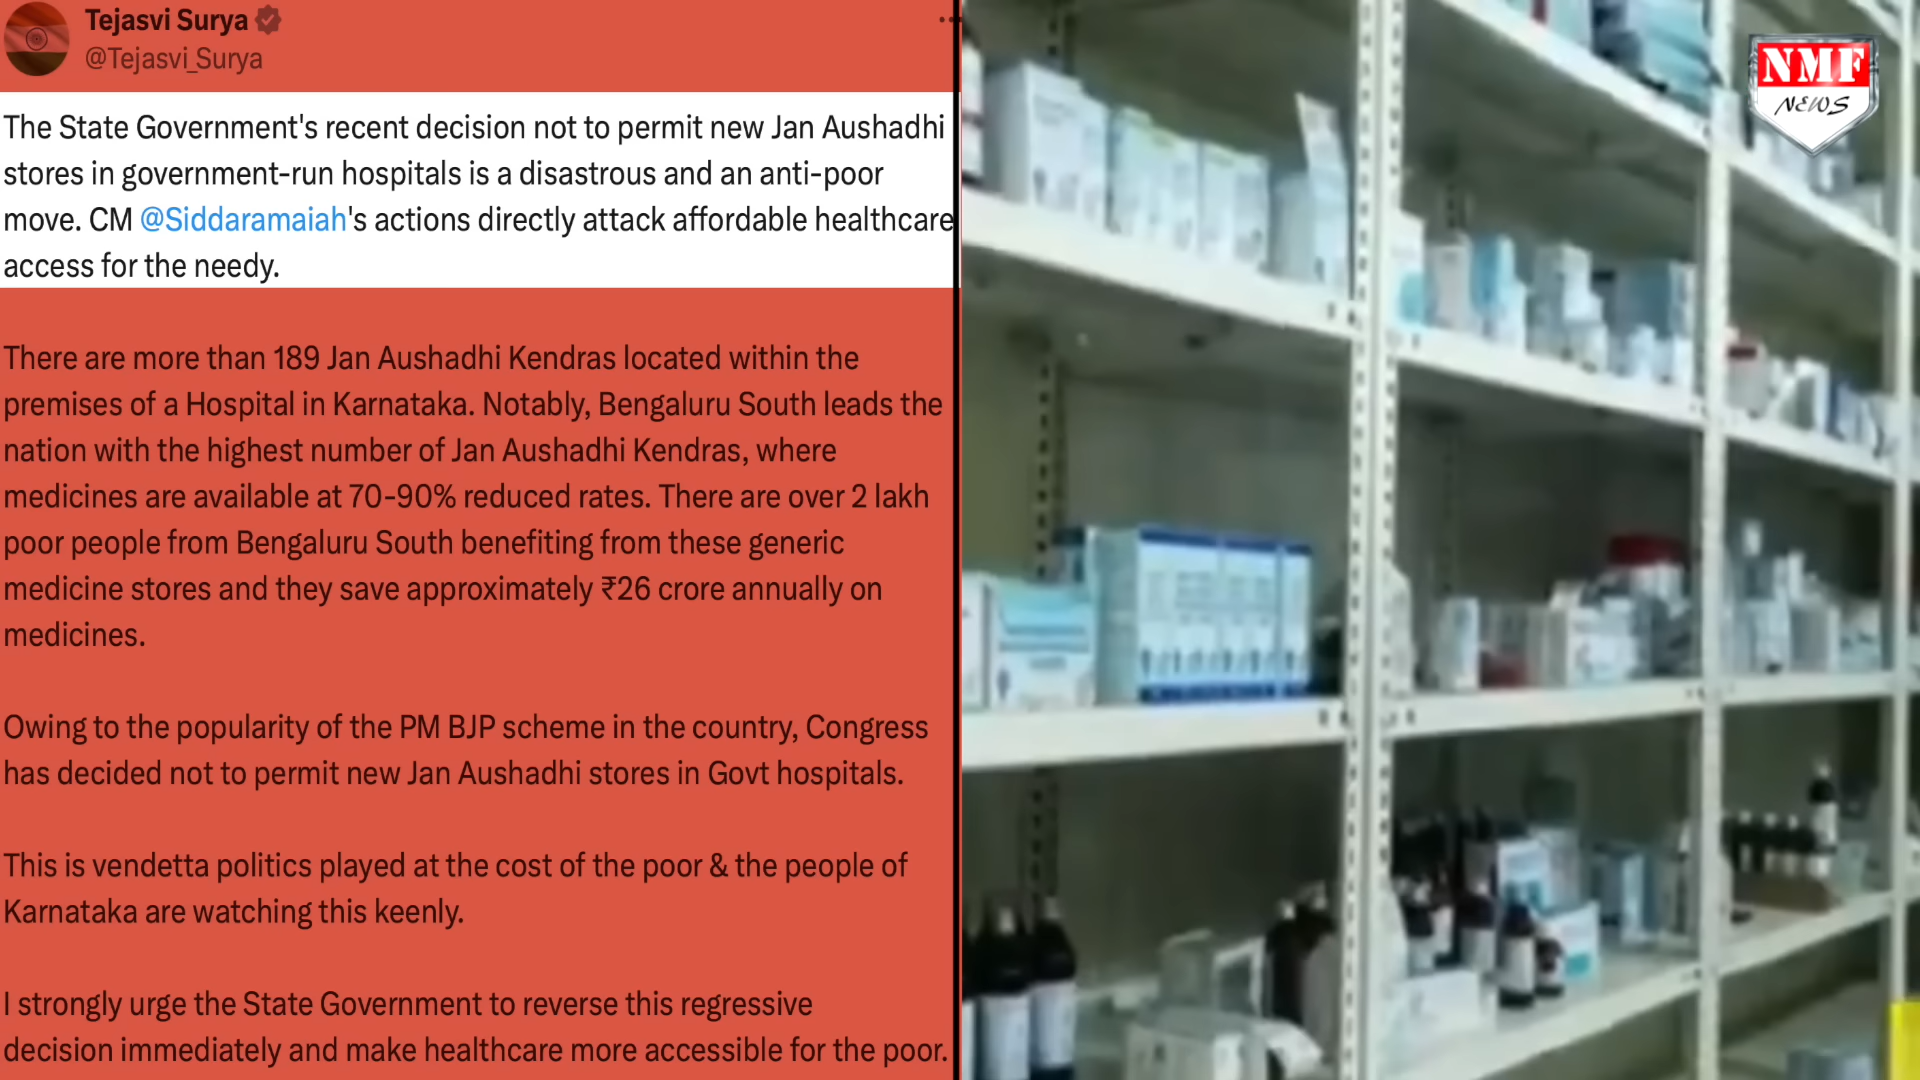 Tejasvi Surya
@Tejasvi_Surya
The State Government's recent decision not to permit new Jan Aushadhi
stores in government-run hospitals is a disastrous and an anti-poor
move. CM @Siddaramaiah's actions directly attack affordable healthcare
access for the needy.
There are more than 189 Jan Aushadhi Kendras located within the
premises of a Hospital in Karnataka. Notably, Bengaluru South leads the
nation with the highest number of Jan Aushadhi Kendras, where
medicines are available at 70-90% reduced rates. There are over 2 lakh
poor people from Bengaluru South benefiting from these generic
medicine stores and they save approximately ₹26 crore annually on
medicines.
Owing to the popularity of the PM BJP scheme in the country, Congress
has decided not to permit new Jan Aushadhi stores in Govt hospitals.
This is vendetta politics played at the cost of the poor & the people of
Karnataka are watching this keenly.
I strongly urge the State Government to reverse this regressive
decision immediately and make healthcare more accessible for the poor.
NMF
NEWS